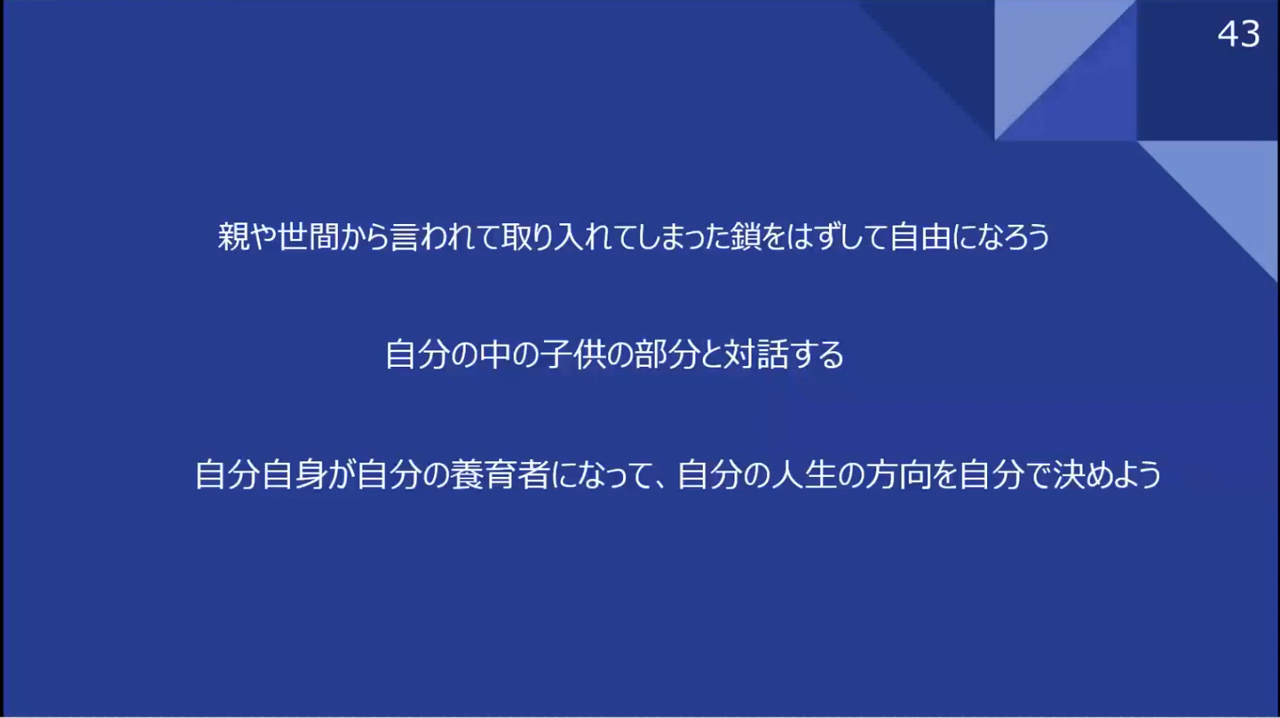 43
親や世間から言われて取り入れてしまった鎖をはずして自由になろう
自分の中の子供の部分と対話する
自分自身が自分の養育者になって、自分の人生の方向を自分で決めよう